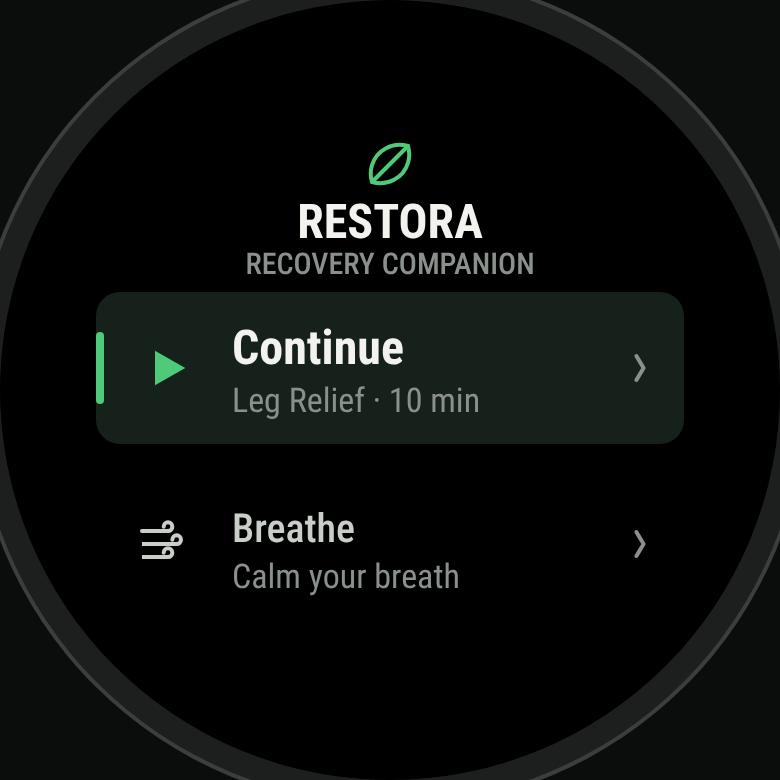 RESTORA
RECOVERY COMPANION
Continue
Leg Relief · 10 min
Breathe
Calm your breath